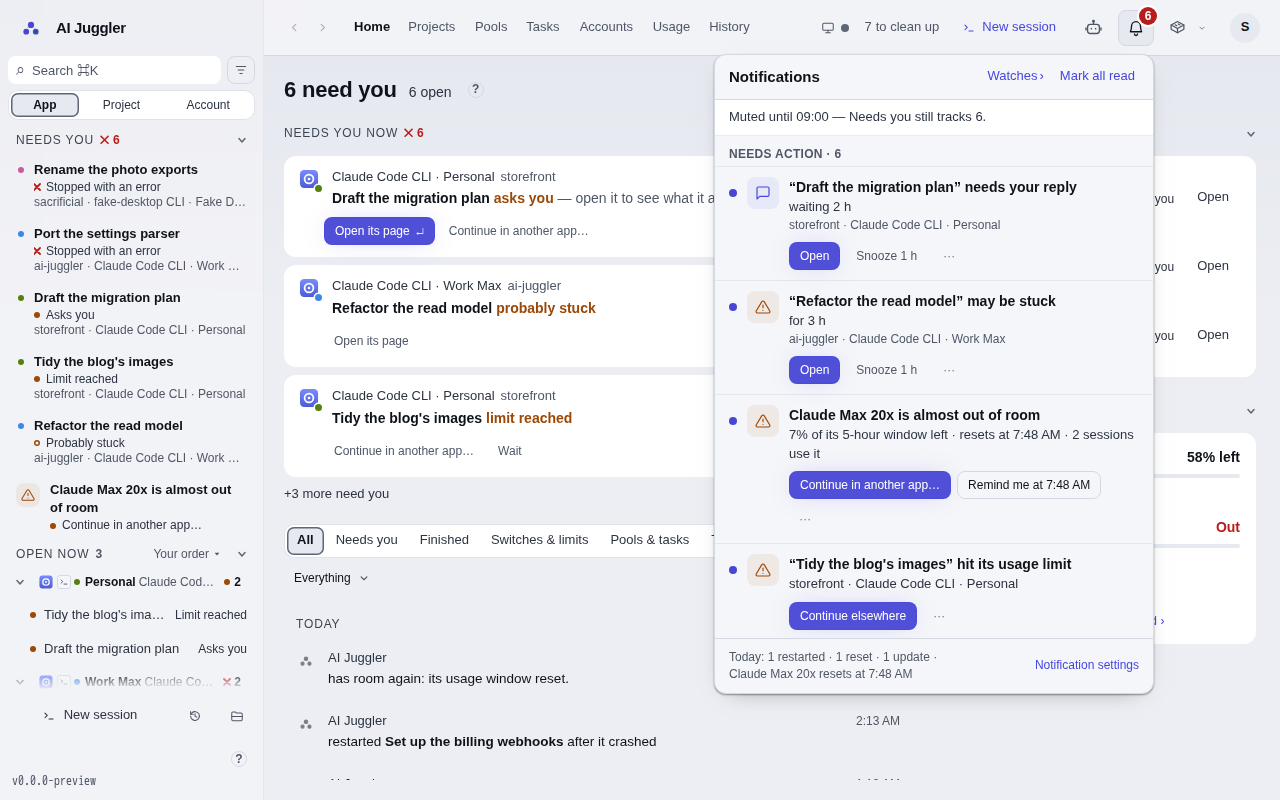 AI Juggler
Search ⌘K
App
Project
Account
NEEDS YOU 6
Rename the photo exports
Stopped with an error
sacrificial · fake-desktop CLI · Fake D…
Port the settings parser
Stopped with an error
ai-juggler · Claude Code CLI · Work …
Draft the migration plan
Asks you
storefront · Claude Code CLI · Personal
Tidy the blog's images
Limit reached
storefront · Claude Code CLI · Personal
Refactor the read model
Probably stuck
ai-juggler · Claude Code CLI · Work …
Claude Max 20x is almost out
of room
Continue in another app…
OPEN NOW 3
Your order
Personal Claude Cod…
2
Tidy the blog's ima…
Limit reached
Draft the migration plan
Asks you
Work Max Claude Co…
2
New session
?
v0.0.0-preview
Home
Projects
Pools
Tasks
Accounts
Usage
History
7 to clean up
New session
6
S
6 need you
6 open
?
NEEDS YOU NOW 6
Claude Code CLI · Personal storefront
Draft the migration plan asks you — open it to see what it a
Open its page
Continue in another app…
Claude Code CLI · Work Max ai-juggler
Refactor the read model probably stuck
Open its page
Claude Code CLI · Personal storefront
Tidy the blog's images limit reached
Continue in another app…
Wait
+3 more need you
All
Needs you
Finished
Switches & limits
Pools & tasks
Everything
TODAY
AI Juggler
has room again: its usage window reset.
AI Juggler
restarted Set up the billing webhooks after it crashed
2:13 AM
Notifications
Watches ›
Mark all read
Muted until 09:00 — Needs you still tracks 6.
NEEDS ACTION · 6
“Draft the migration plan” needs your reply
waiting 2 h
storefront · Claude Code CLI · Personal
Open
Snooze 1 h
…
“Refactor the read model” may be stuck
for 3 h
ai-juggler · Claude Code CLI · Work Max
Open
Snooze 1 h
…
Claude Max 20x is almost out of room
7% of its 5-hour window left · resets at 7:48 AM · 2 sessions
use it
Continue in another app…
Remind me at 7:48 AM
…
“Tidy the blog's images” hit its usage limit
storefront · Claude Code CLI · Personal
Continue elsewhere
…
Today: 1 restarted · 1 reset · 1 update ·
Claude Max 20x resets at 7:48 AM
Notification settings
you
Open
you
Open
you
Open
58% left
Out